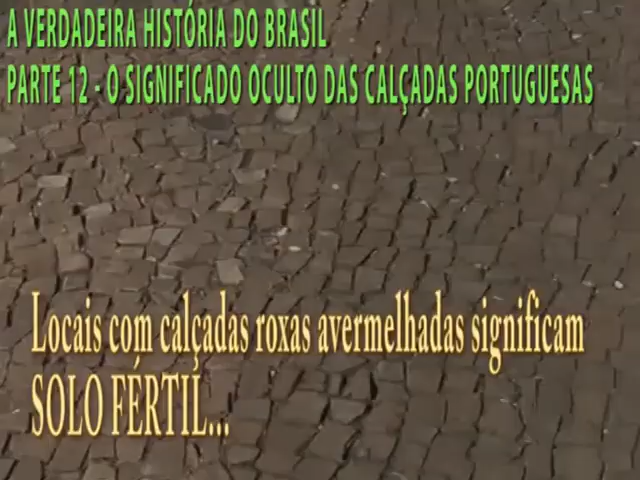 A VERDADEIRA HISTÓRIA DO BRASIL
PARTE 12 - O SIGNIFICADO OCULTO DAS CALÇADAS PORTUGUESAS
Locais com calçadas roxas avermelhadas significam
SOLO FÉRTIL...